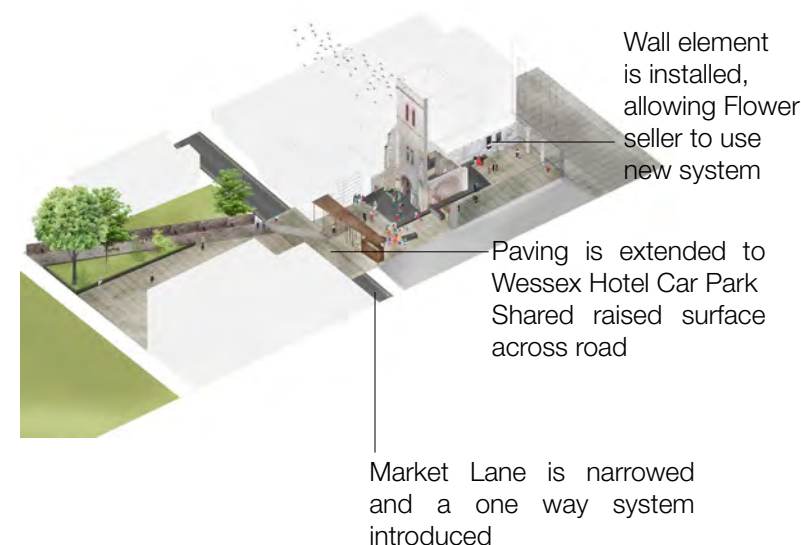 Wall element
is installed,
allowing Flower
seller to use
new system
Paving is extended to
Wessex Hotel Car Park
Shared raised surface
across road
Market Lane is narrowed
and a one way system
introduced